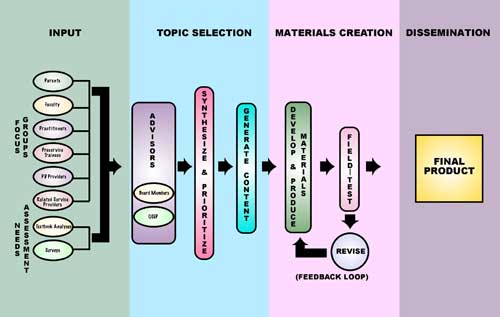 INPUT
TOPIC SELECTION
MATERIALS CREATION
DISSEMINATION
FOCUS
GROUPS
Parents
Faculty
Practitioners
Preservice
Trainees
PD Providers
Related Service
Providers
NEEDS
ASSESSMENT
Textbook Analyses
Surveys
ADVISORS
Board Members
OSEP
SYNTHESIZE & PRIORITIZE
GENERATE CONTENT
DEVELOP & PRODUCE
MATERIALS
FIELD-TEST
REVISE
(FEEDBACK LOOP)
FINAL
PRODUCT